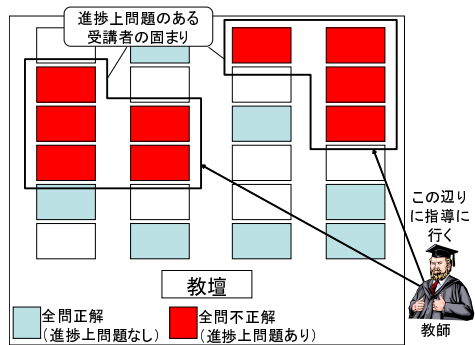 進捗上問題のある
受講者の固まり
この辺り
に指導に
行く
教壇
教師
全問正解
(進捗上問題なし)
全問不正解
(進捗上問題あり)